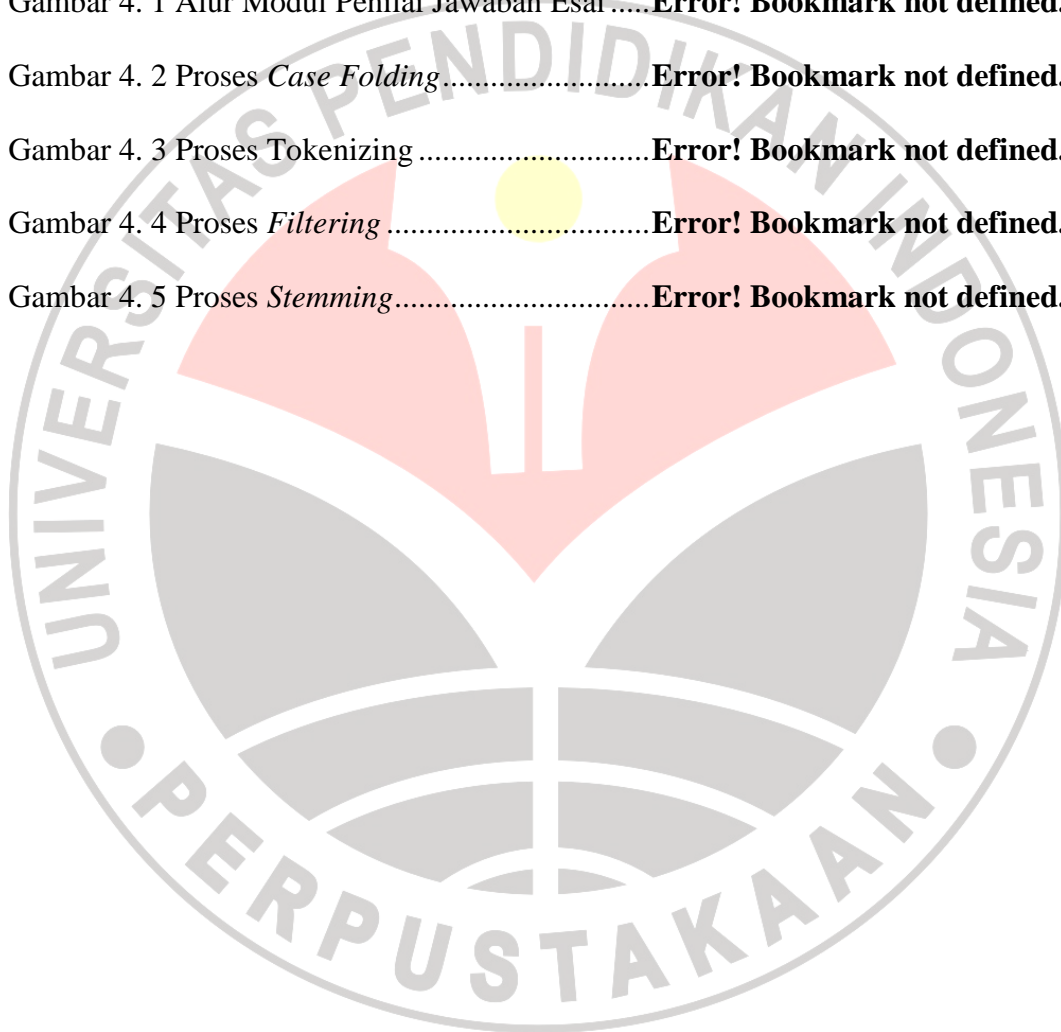 Gambar 4. 1 Alur Modul Penilai Jawaban Esai.....Error! Bookmark not defined.
Gambar 4. 2 Proses Case Folding.........................Error! Bookmark not defined.
Gambar 4. 3 Proses Tokenizing............................Error! Bookmark not defined.
Gambar 4. 4 Proses Filtering................................Error! Bookmark not defined.
Gambar 4. 5 Proses Stemming...............................Error! Bookmark not defined.
UNIVERSITAS PENDIDIKAN INDONESIA
PERPUSTAKAAN